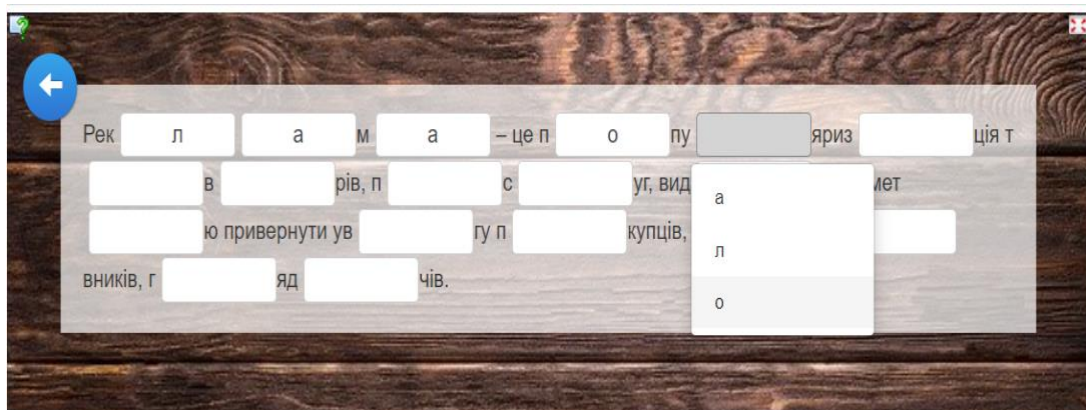 Рек л а м а – це п о пу яриз ція т
в рів, п с уг, вид мет
ю привернути ув гу п купців,
вників, г яд чів.
а
л
о